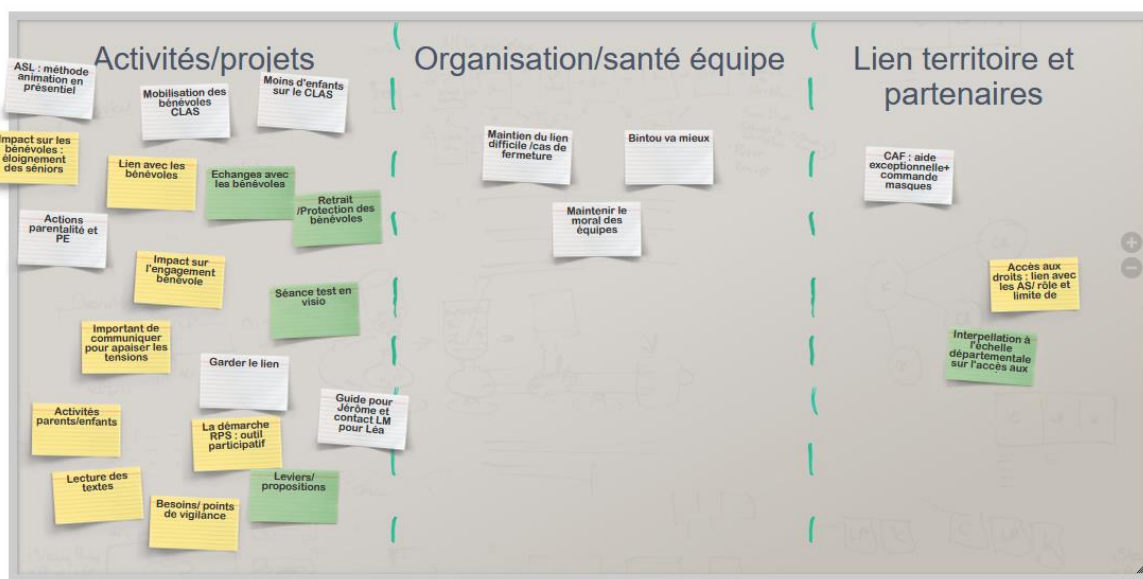 Activités/projets
Organisation/santé équipe
Lien territoire et
partenaires
ASL : méthode
animation en
présentiel
Mobilisation des
bénévoles
CLAS
Moins d'enfants
sur le CLAS
Impact sur les
bénévoles :
éloignement
des séniors
Lien avec les
bénévoles
Echanges avec
les bénévoles
Retrait
/Protection des
bénévoles
Actions
parentalité et
PE
Impact sur
l'engagement
bénévole
Séance test en
visio
Important de
communiquer
pour apaiser les
tensions
Garder le lien
Guide pour
Jérôme et
contact LM
pour Léa
Activités
parents/enfants
La démarche
RPS : outil
participatif
Lecture des
textes
Leviers/
propositions
Besoins/ points
de vigilance
Maintien du lien
difficile /cas de
fermeture
Bintou va mieux
Maintenir le
moral des
équipes
CAF : aide
exceptionnelle+
commande
masques
Accès aux
droits : lien avec
les AS/ rôle et
limite de
Interpellation à
l'échelle
départementale
sur l'accès aux